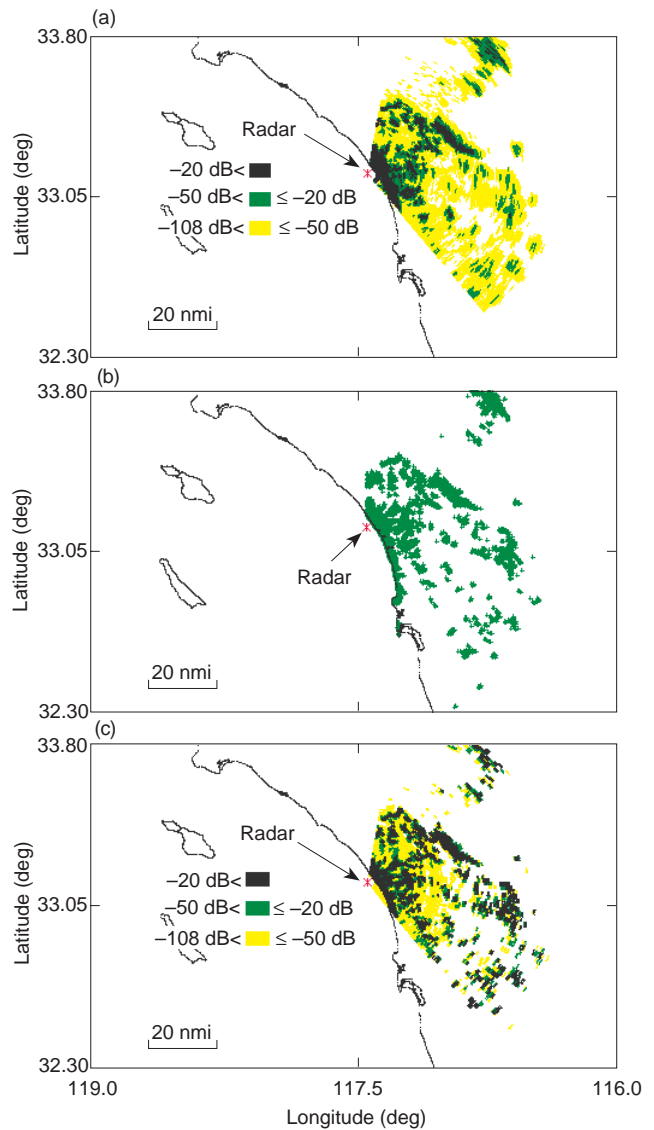 (a)
33.80
Radar
–20 dB<
33.05
–50 dB< ≤ –20 dB
–108 dB< ≤ –50 dB
Latitude (deg)
20 nmi
32.30
(b)
33.80
33.05
Radar
Latitude (deg)
20 nmi
32.30
(c)
33.80
Radar
–20 dB<
33.05
–50 dB< ≤ –20 dB
–108 dB< ≤ –50 dB
Latitude (deg)
20 nmi
32.30
119.0 117.5 116.0
Longitude (deg)